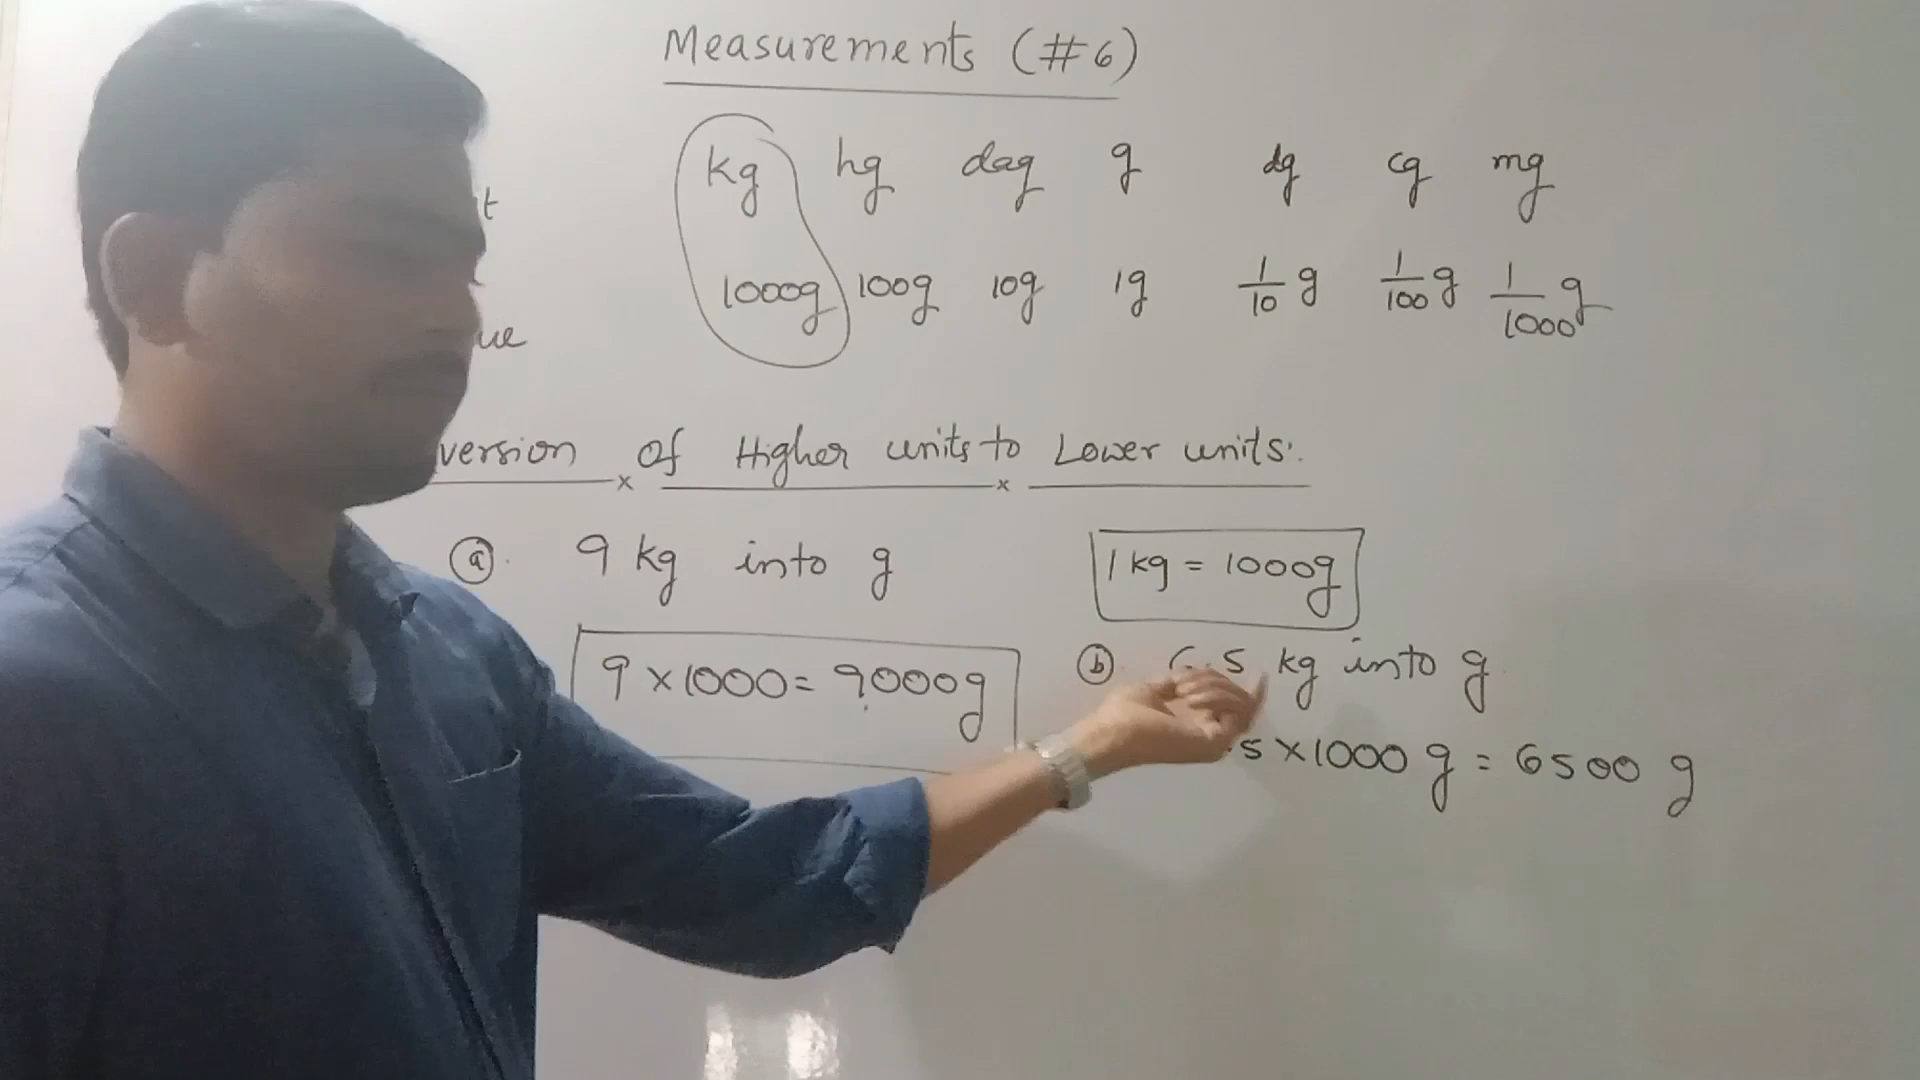 Measurements (#6)
kg hg dag g dg cg mg
1000g 100g 10g 1g 1/10 g 1/100 g 1/1000 g
version of Higher units to Lower units:
(a). 9 kg into g
1 kg = 1000g
9 x 1000 = 9000g
(b). 6.5 kg into g
.5 x 1000 g = 6500 g